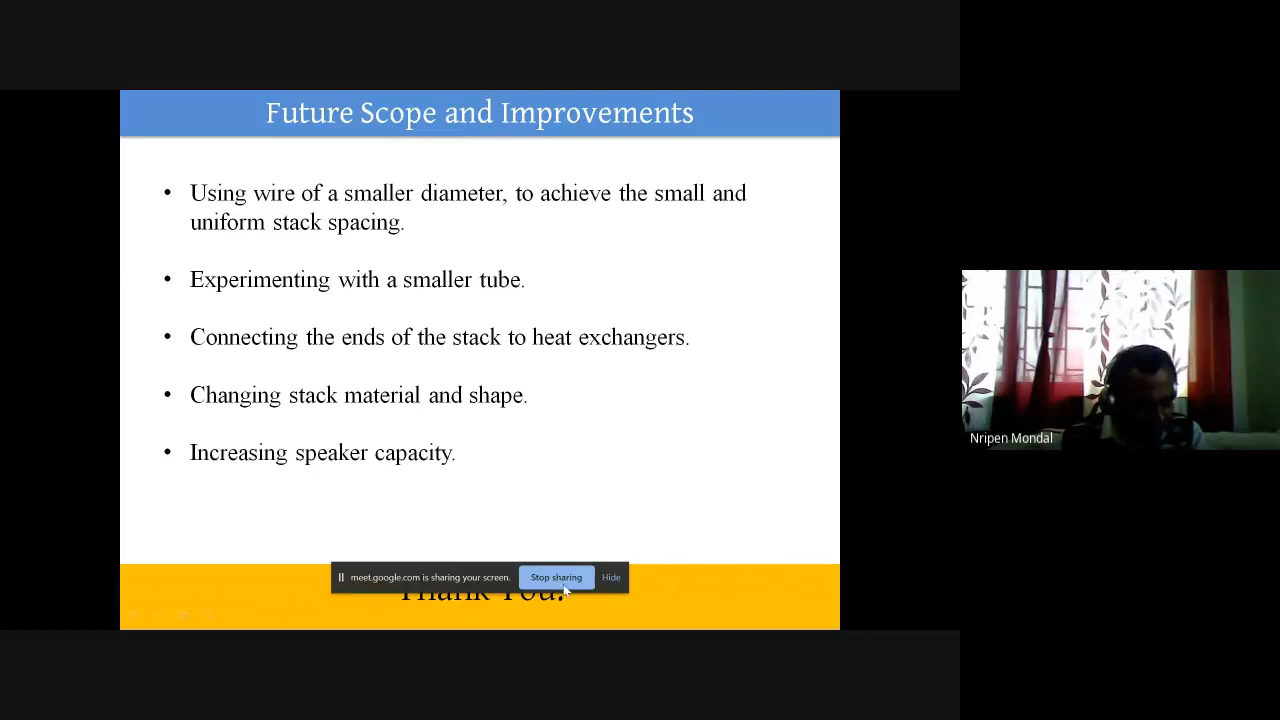 Future Scope and Improvements
• Using wire of a smaller diameter, to achieve the small and
uniform stack spacing.
• Experimenting with a smaller tube.
• Connecting the ends of the stack to heat exchangers.
• Changing stack material and shape.
• Increasing speaker capacity.
meet.google.com is sharing your screen. Stop sharing Hide
Thank You!
Nripen Mondal